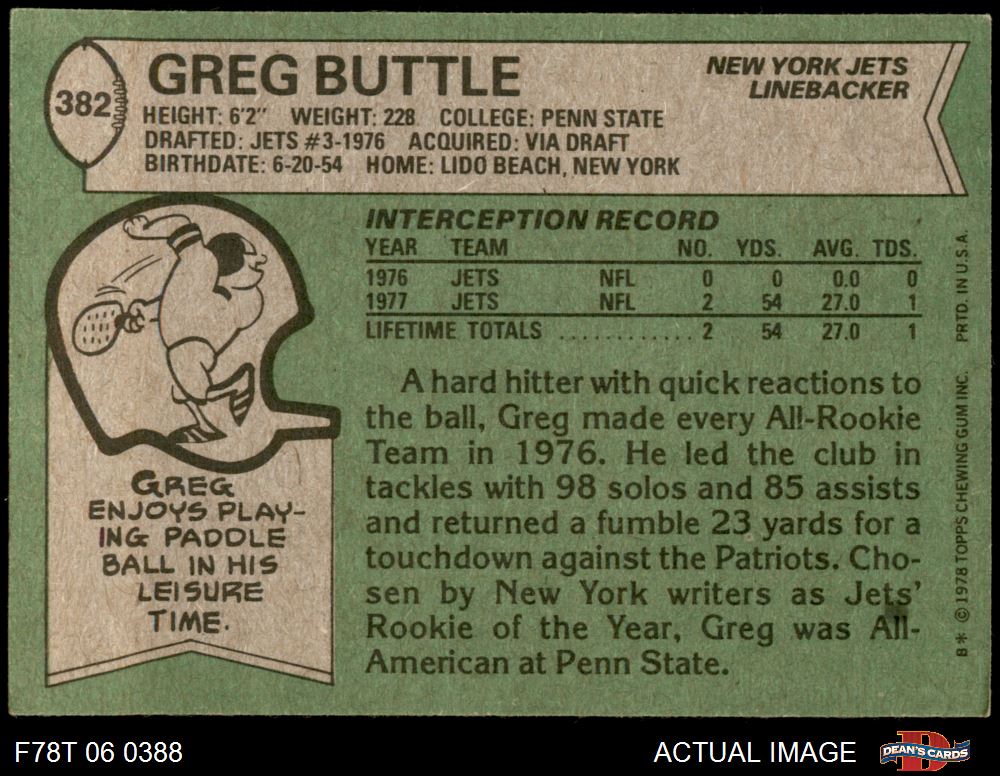 382
GREG BUTTLE
NEW YORK JETS
LINEBACKER
HEIGHT: 6'2" WEIGHT: 228 COLLEGE: PENN STATE
DRAFTED: JETS #3-1976 ACQUIRED: VIA DRAFT
BIRTHDATE: 6-20-54 HOME: LIDO BEACH, NEW YORK
INTERCEPTION RECORD
YEAR TEAM NO. YDS. AVG. TDS.
1976 JETS NFL 0 0 0.0 0
1977 JETS NFL 2 54 27.0 1
LIFETIME TOTALS ........... 2 54 27.0 1
A hard hitter with quick reactions to
the ball, Greg made every All-Rookie
Team in 1976. He led the club in
tackles with 98 solos and 85 assists
and returned a fumble 23 yards for a
touchdown against the Patriots. Cho-
sen by New York writers as Jets'
Rookie of the Year, Greg was All-
American at Penn State.
GREG
ENJOYS PLAY-
ING PADDLE
BALL IN HIS
LEISURE
TIME.
B* © 1978 TOPPS CHEWING GUM INC. PRTD. IN U.S.A.
F78T 06 0388
ACTUAL IMAGE
DEAN'S CARDS